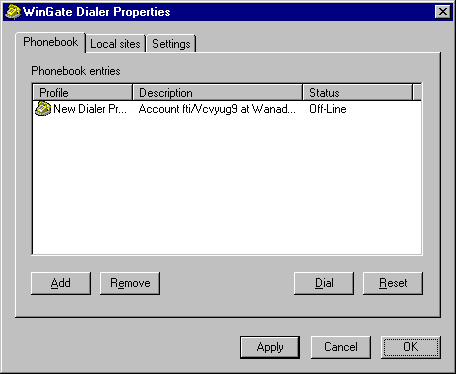 WinGate Dialer Properties
Phonebook Local sites Settings
Phonebook entries
Profile Description Status
New Dialer Pr... Account fti/Vcvyug9 at Wanad... Off-Line
Add Remove Dial Reset
Apply Cancel OK